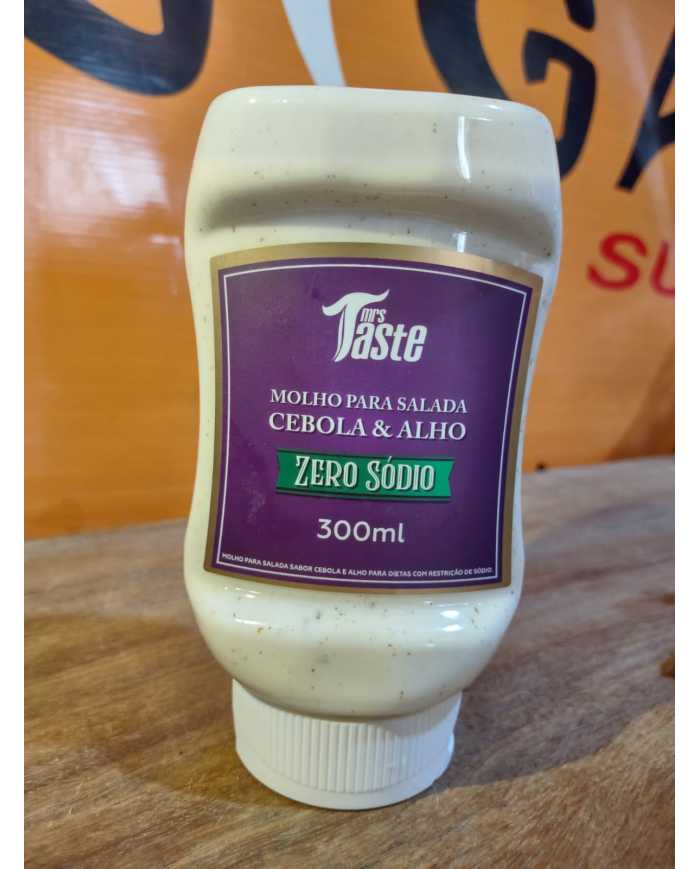 mrs
Taste
MOLHO PARA SALADA
CEBOLA & ALHO
ZERO SÓDIO
300ml
MOLHO PARA SALADA SABOR CEBOLA E ALHO PARA DIETAS COM RESTRIÇÃO DE SÓDIO.